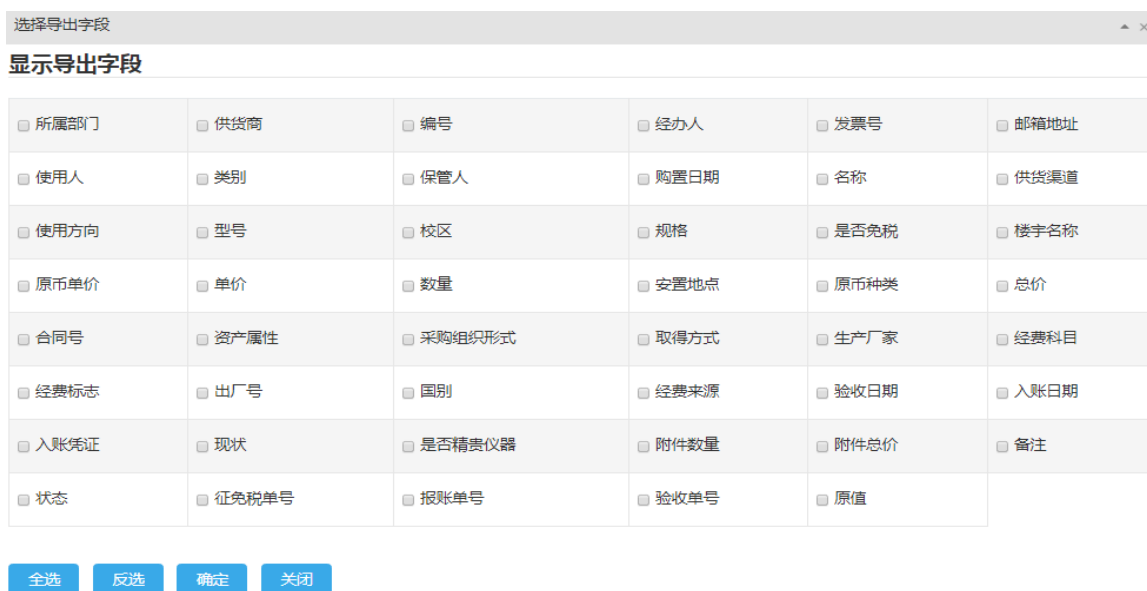 选择导出字段
显示导出字段
所属部门 供货商 编号 经办人 发票号 邮箱地址
使用人 类别 保管人 购置日期 名称 供货渠道
使用方向 型号 校区 规格 是否免税 楼宇名称
原币单价 单价 数量 安置地点 原币种类 总价
合同号 资产属性 采购组织形式 取得方式 生产厂家 经费科目
经费标志 出厂号 国别 经费来源 验收日期 入账日期
入账凭证 现状 是否精贵仪器 附件数量 附件总价 备注
状态 征免税单号 报账单号 验收单号 原值
全选 反选 确定 关闭